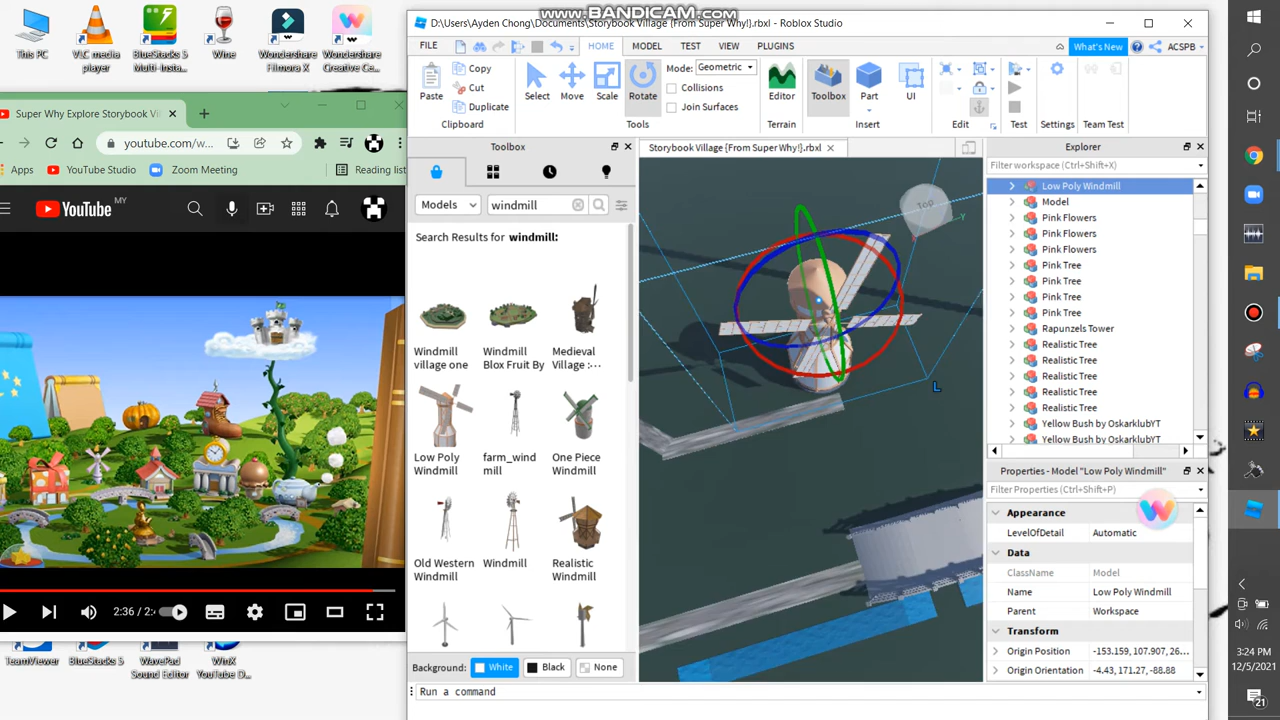 www.BANDICAM.com
D:\Users\Ayden Chong\Documents\Storybook Village {From Super Why!}.rbxl - Roblox Studio
This PC
VLC media player
BlueStacks 5 Multi-Insta...
Wine
Wondershare Filmora X
Wondershare Creative Ce...
FILE HOME MODEL TEST VIEW PLUGINS
What's New
ACSPB
Paste
Copy
Cut
Duplicate
Clipboard
Select
Move
Scale
Rotate
Mode: Geometric
Collisions
Join Surfaces
Tools
Editor
Terrain
Toolbox
Part
UI
Insert
Edit
Test
Settings
Team Test
Super Why Explore Storybook Vil
youtube.com/w...
Apps
YouTube Studio
Zoom Meeting
Reading list
YouTube MY
2:36 / 2:
TeamViewer
BlueStacks 5
WavePad Sound Editor
WinX YouTube D...
Toolbox
Models
windmill
Search Results for windmill:
Windmill village one
Windmill Blox Fruit By
Medieval Village :-
Low Poly Windmill
farm_windmill
One Piece Windmill
Old Western Windmill
Windmill
Realistic Windmill
Background: White Black None
Run a command
Storybook Village {From Super Why!}.rbxl
Top
Y
L
Explorer
Filter workspace (Ctrl+Shift+X)
Low Poly Windmill
Model
Pink Flowers
Pink Flowers
Pink Flowers
Pink Tree
Pink Tree
Pink Tree
Pink Tree
Rapunzels Tower
Realistic Tree
Realistic Tree
Realistic Tree
Realistic Tree
Realistic Tree
Yellow Bush by OskarklubYT
Yellow Bush by OskarklubYT
Properties - Model "Low Poly Windmill"
Filter Properties (Ctrl+Shift+P)
Appearance
LevelOfDetail Automatic
Data
ClassName Model
Name Low Poly Windmill
Parent Workspace
Transform
Origin Position -153.159, 107.907, 26...
Origin Orientation -4.43, 171.27, -88.88
3:24 PM
12/5/2021
21